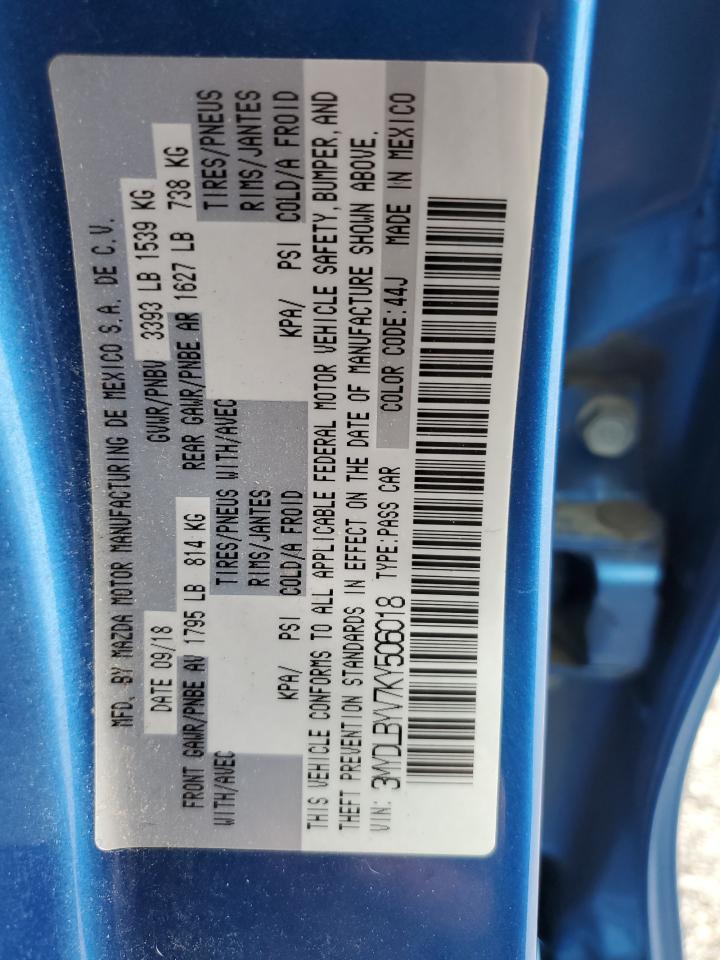 MFD. BY MAZDA MOTOR MANUFACTURING DE MEXICO S.A. DE C.V.
DATE 09/18 GVWR/PNBV 3393 LB 1539 KG
FRONT GAWR/PNBE AV 1795 LB 814 KG REAR GAWR/PNBE AR 1627 LB 738 KG
WITH/AVEC TIRES/PNEUS WITH/AVEC TIRES/PNEUS
RIMS/JANTES RIMS/JANTES
KPA/ PSI COLD/A FROID KPA/ PSI COLD/A FROID
THIS VEHICLE CONFORMS TO ALL APPLICABLE FEDERAL MOTOR VEHICLE SAFETY, BUMPER, AND
THEFT PREVENTION STANDARDS IN EFFECT ON THE DATE OF MANUFACTURE SHOWN ABOVE.
VIN: 3MYDLBYV7KY506018 TYPE:PASS CAR COLOR CODE:44J MADE IN MEXICO